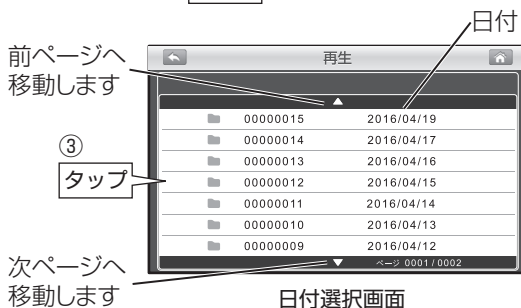 日付
前ページへ
移動します
再生
00000015 2016/04/19
00000014 2016/04/17
00000013 2016/04/16
00000012 2016/04/15
00000011 2016/04/14
00000010 2016/04/13
00000009 2016/04/12
ページ 0001/0002
③
タップ
次ページへ
移動します
日付選択画面